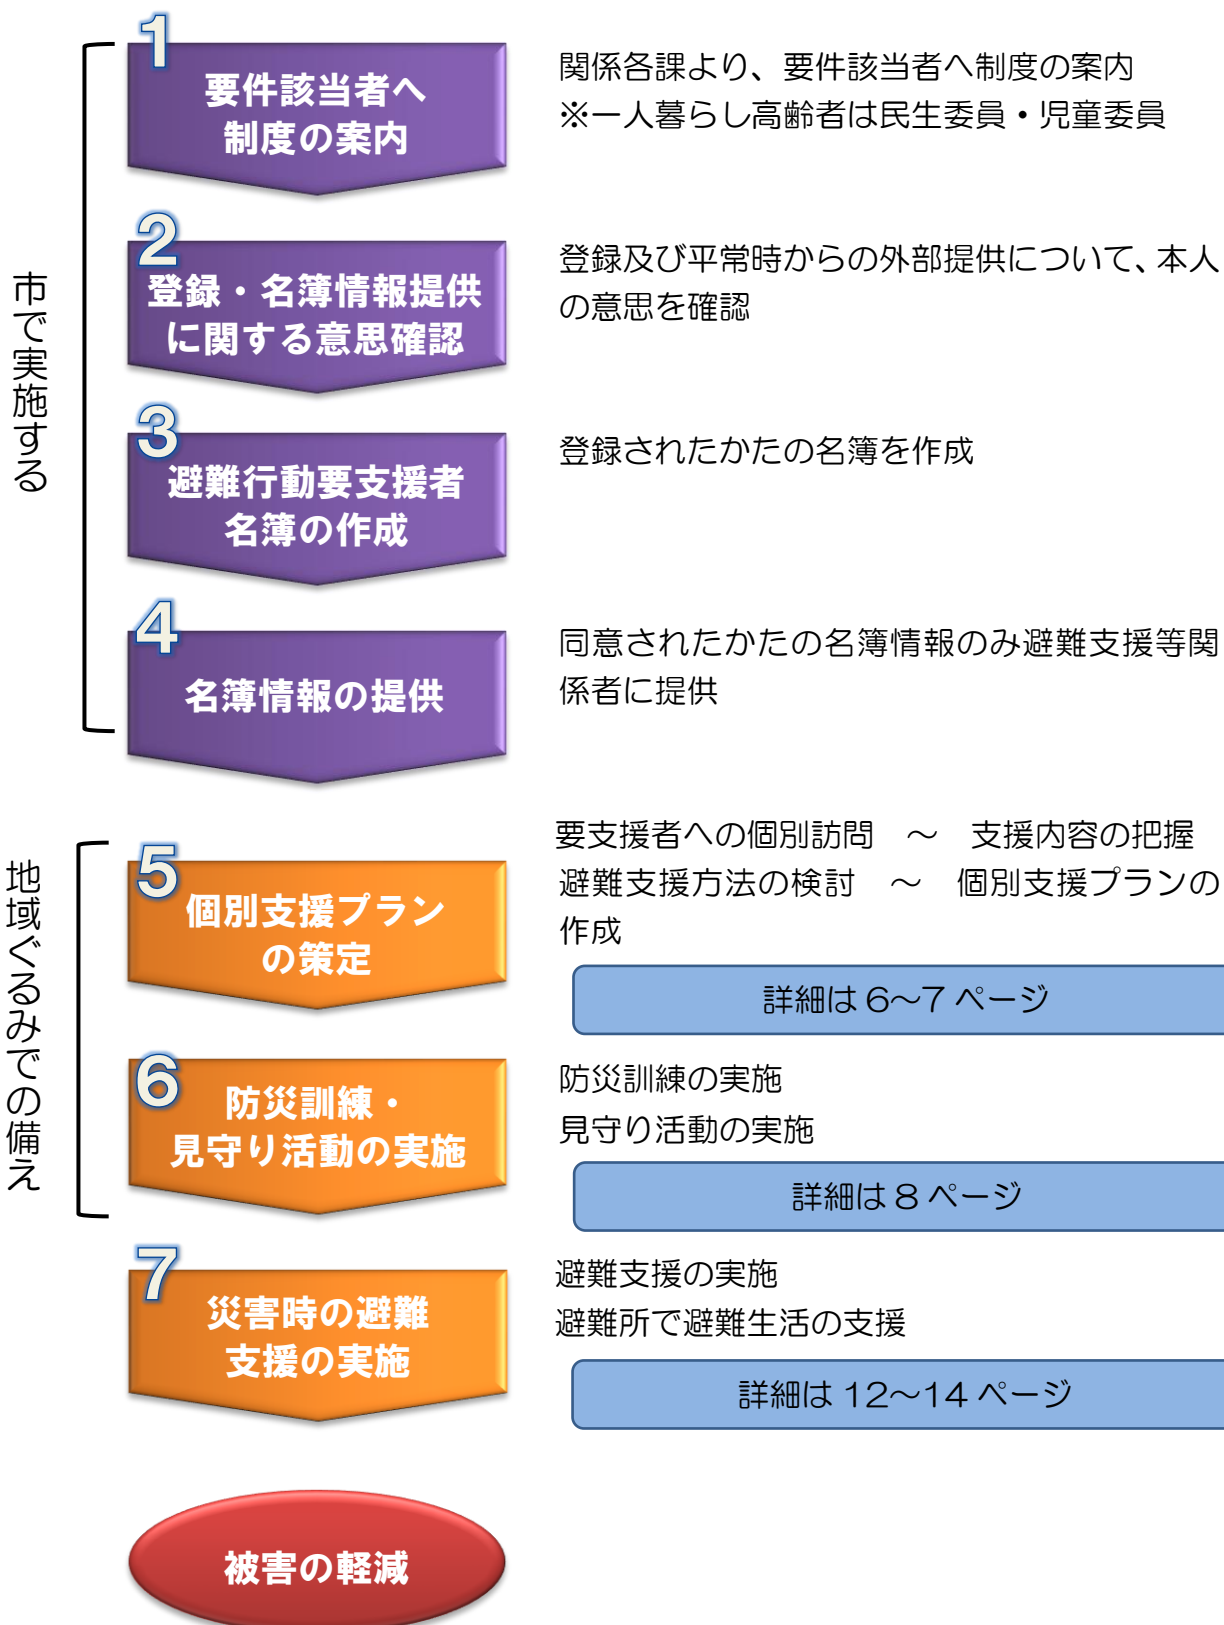 市で実施する
1
要件該当者へ
制度の案内
関係各課より、要件該当者へ制度の案内
※一人暮らし高齢者は民生委員・児童委員
2
登録・名簿情報提供
に関する意思確認
登録及び平常時からの外部提供について、本人
の意思を確認
3
避難行動要支援者
名簿の作成
登録されたかたの名簿を作成
4
名簿情報の提供
同意されたかたの名簿情報のみ避難支援等関
係者に提供
地域ぐるみでの備え
5
個別支援プラン
の策定
要支援者への個別訪問　～　支援内容の把握
避難支援方法の検討　～　個別支援プランの
作成
詳細は 6～7 ページ
6
防災訓練・
見守り活動の実施
防災訓練の実施
見守り活動の実施
詳細は 8 ページ
7
災害時の避難
支援の実施
避難支援の実施
避難所で避難生活の支援
詳細は 12～14 ページ
被害の軽減